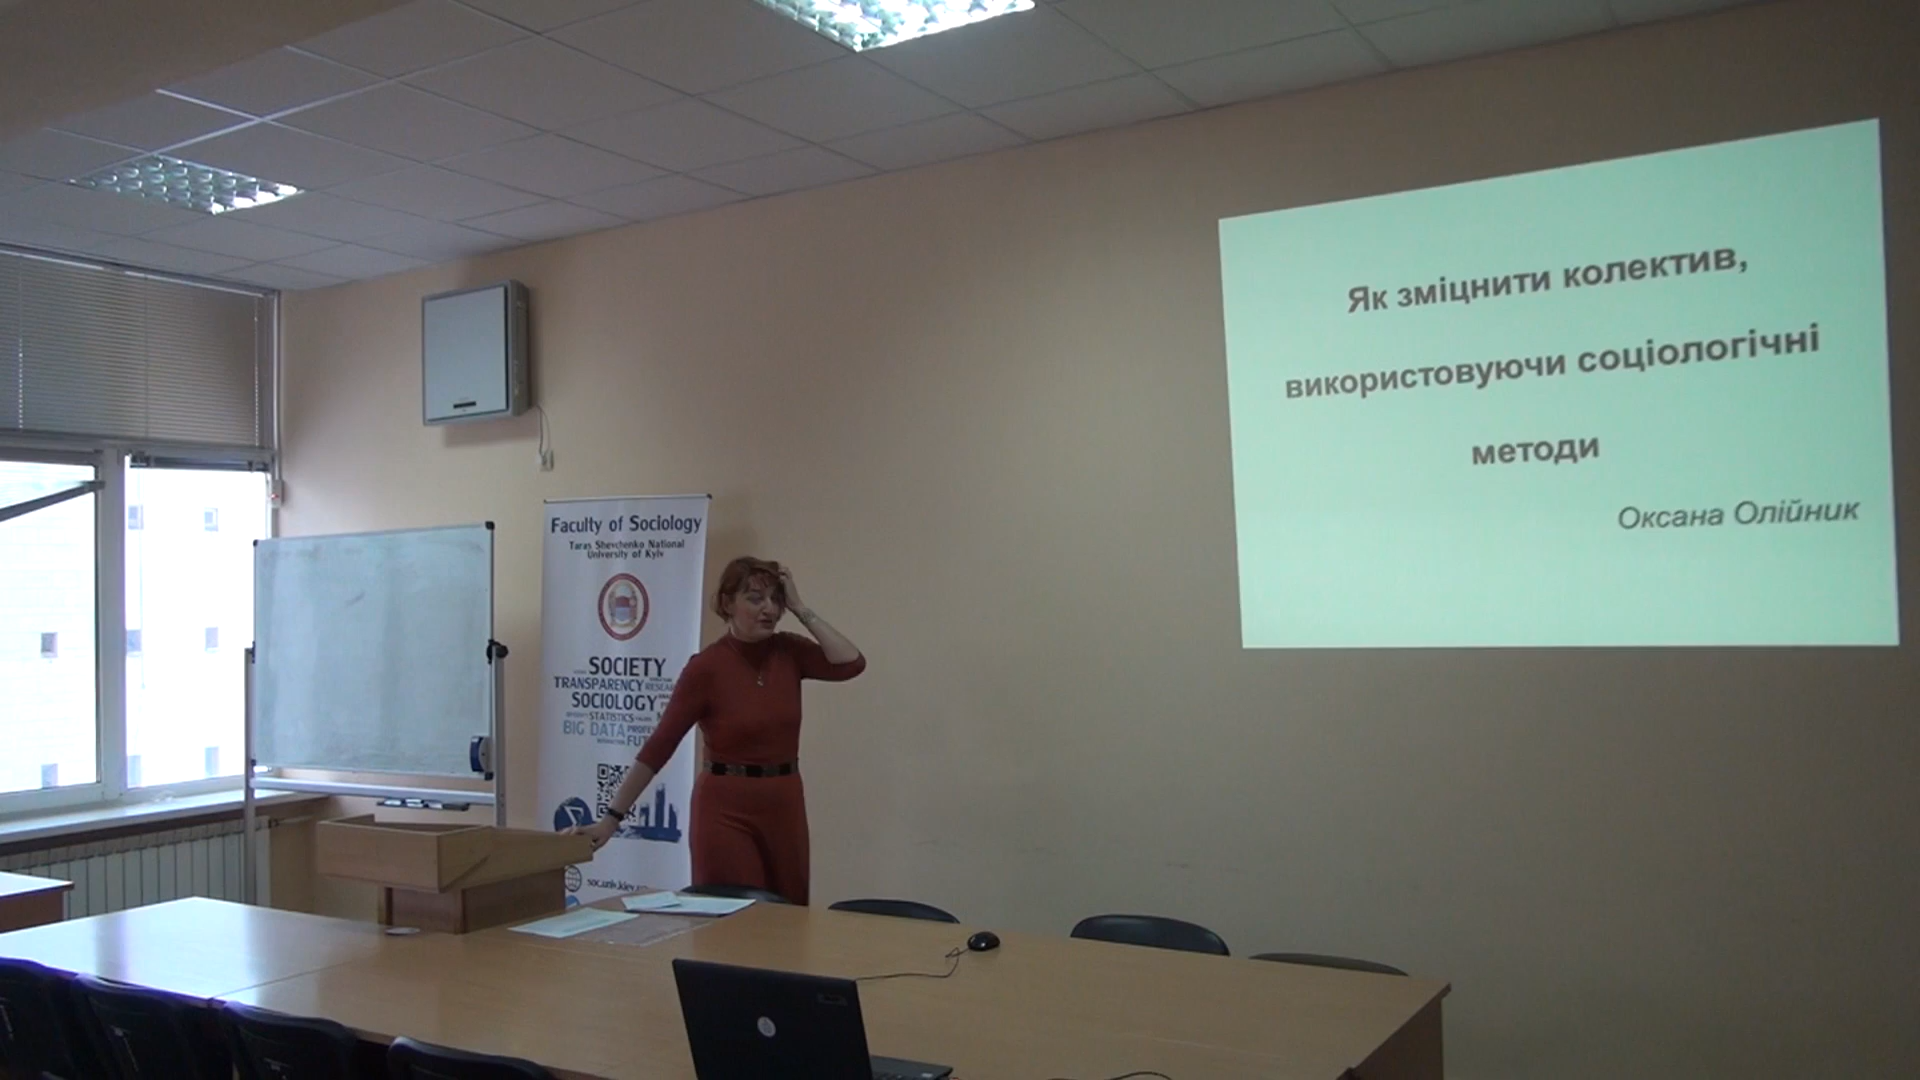 Як зміцнити колектив,
використовуючи соціологічні
методи
Оксана Олійник
Faculty of Sociology
Taras Shevchenko National
University of Kyiv
SOCIETY
TRANSPARENCY
SOCIOLOGY
STATISTICS
BIG DATA